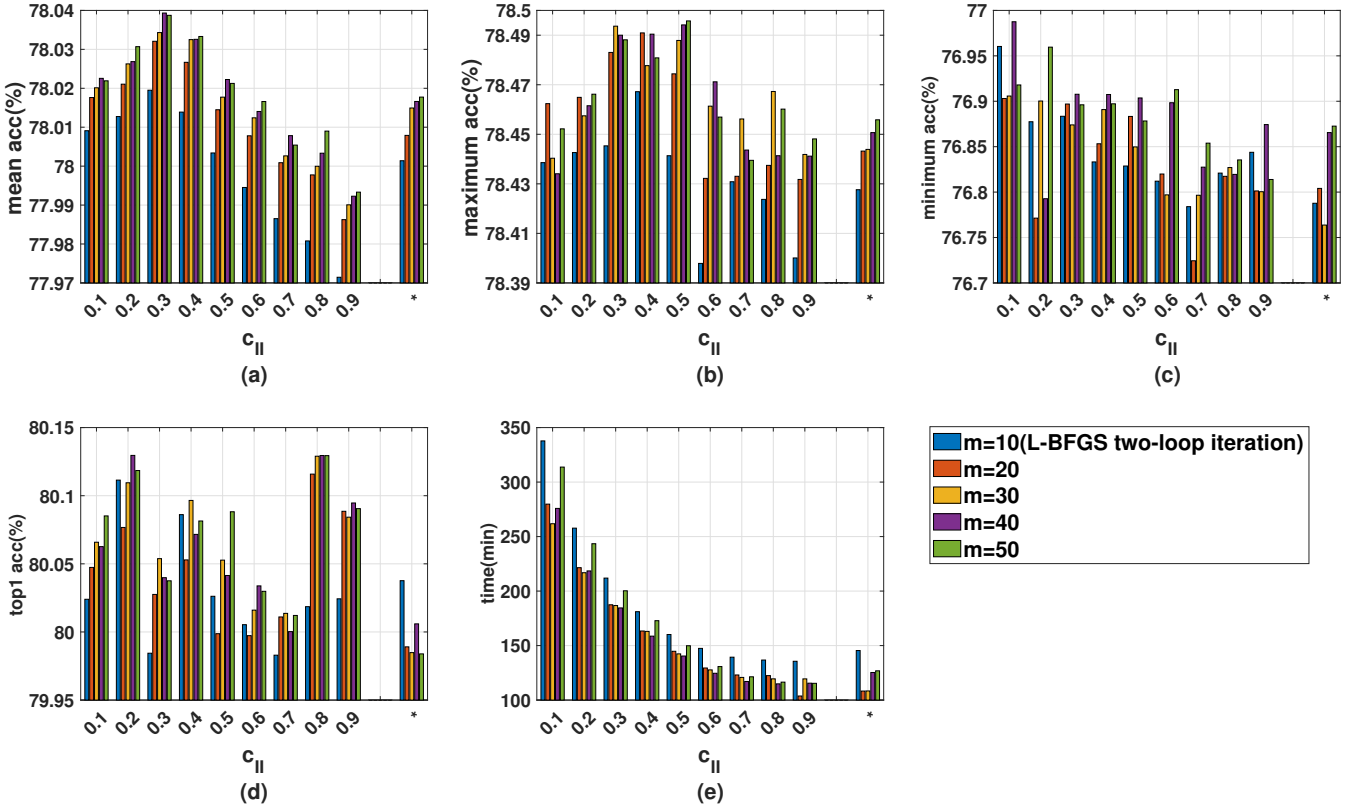 78.04
78.03
78.02
78.01
78
77.99
77.98
77.97
mean acc(%)
0.1 0.2 0.3 0.4 0.5 0.6 0.7 0.8 0.9 *
c_II
(a)
78.5
78.49
78.47
78.45
78.43
78.41
78.39
maximum acc(%)
0.1 0.2 0.3 0.4 0.5 0.6 0.7 0.8 0.9 *
c_II
(b)
77
76.95
76.9
76.85
76.8
76.75
76.7
minimum acc(%)
0.1 0.2 0.3 0.4 0.5 0.6 0.7 0.8 0.9 *
c_II
(c)
80.15
80.1
80.05
80
79.95
top1 acc(%)
0.1 0.2 0.3 0.4 0.5 0.6 0.7 0.8 0.9 *
c_II
(d)
350
300
250
200
150
100
time(min)
0.1 0.2 0.3 0.4 0.5 0.6 0.7 0.8 0.9 *
c_II
(e)
m=10(L-BFGS two-loop iteration)
m=20
m=30
m=40
m=50